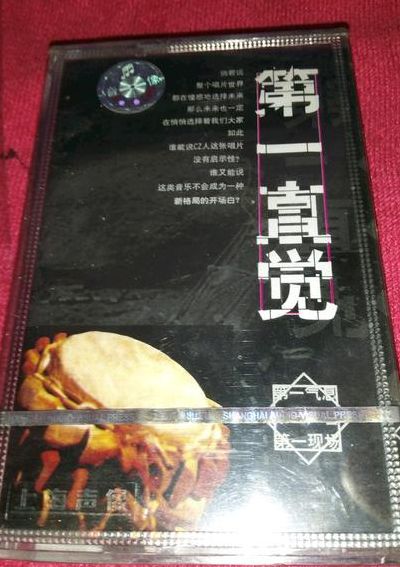 倘若说
整个唱片世界
都在惶惑地选择未来
那么未来也一定
在悄悄选择着我们大家
如此
谁能说CZ人这张唱片
没有启示性?
谁又能说
这类音乐不会成为一种
新格局的开场白?
第一直觉
第一气息
第一现场
SHANGHAI AUDIO-VISUAL PRESS
上海声像